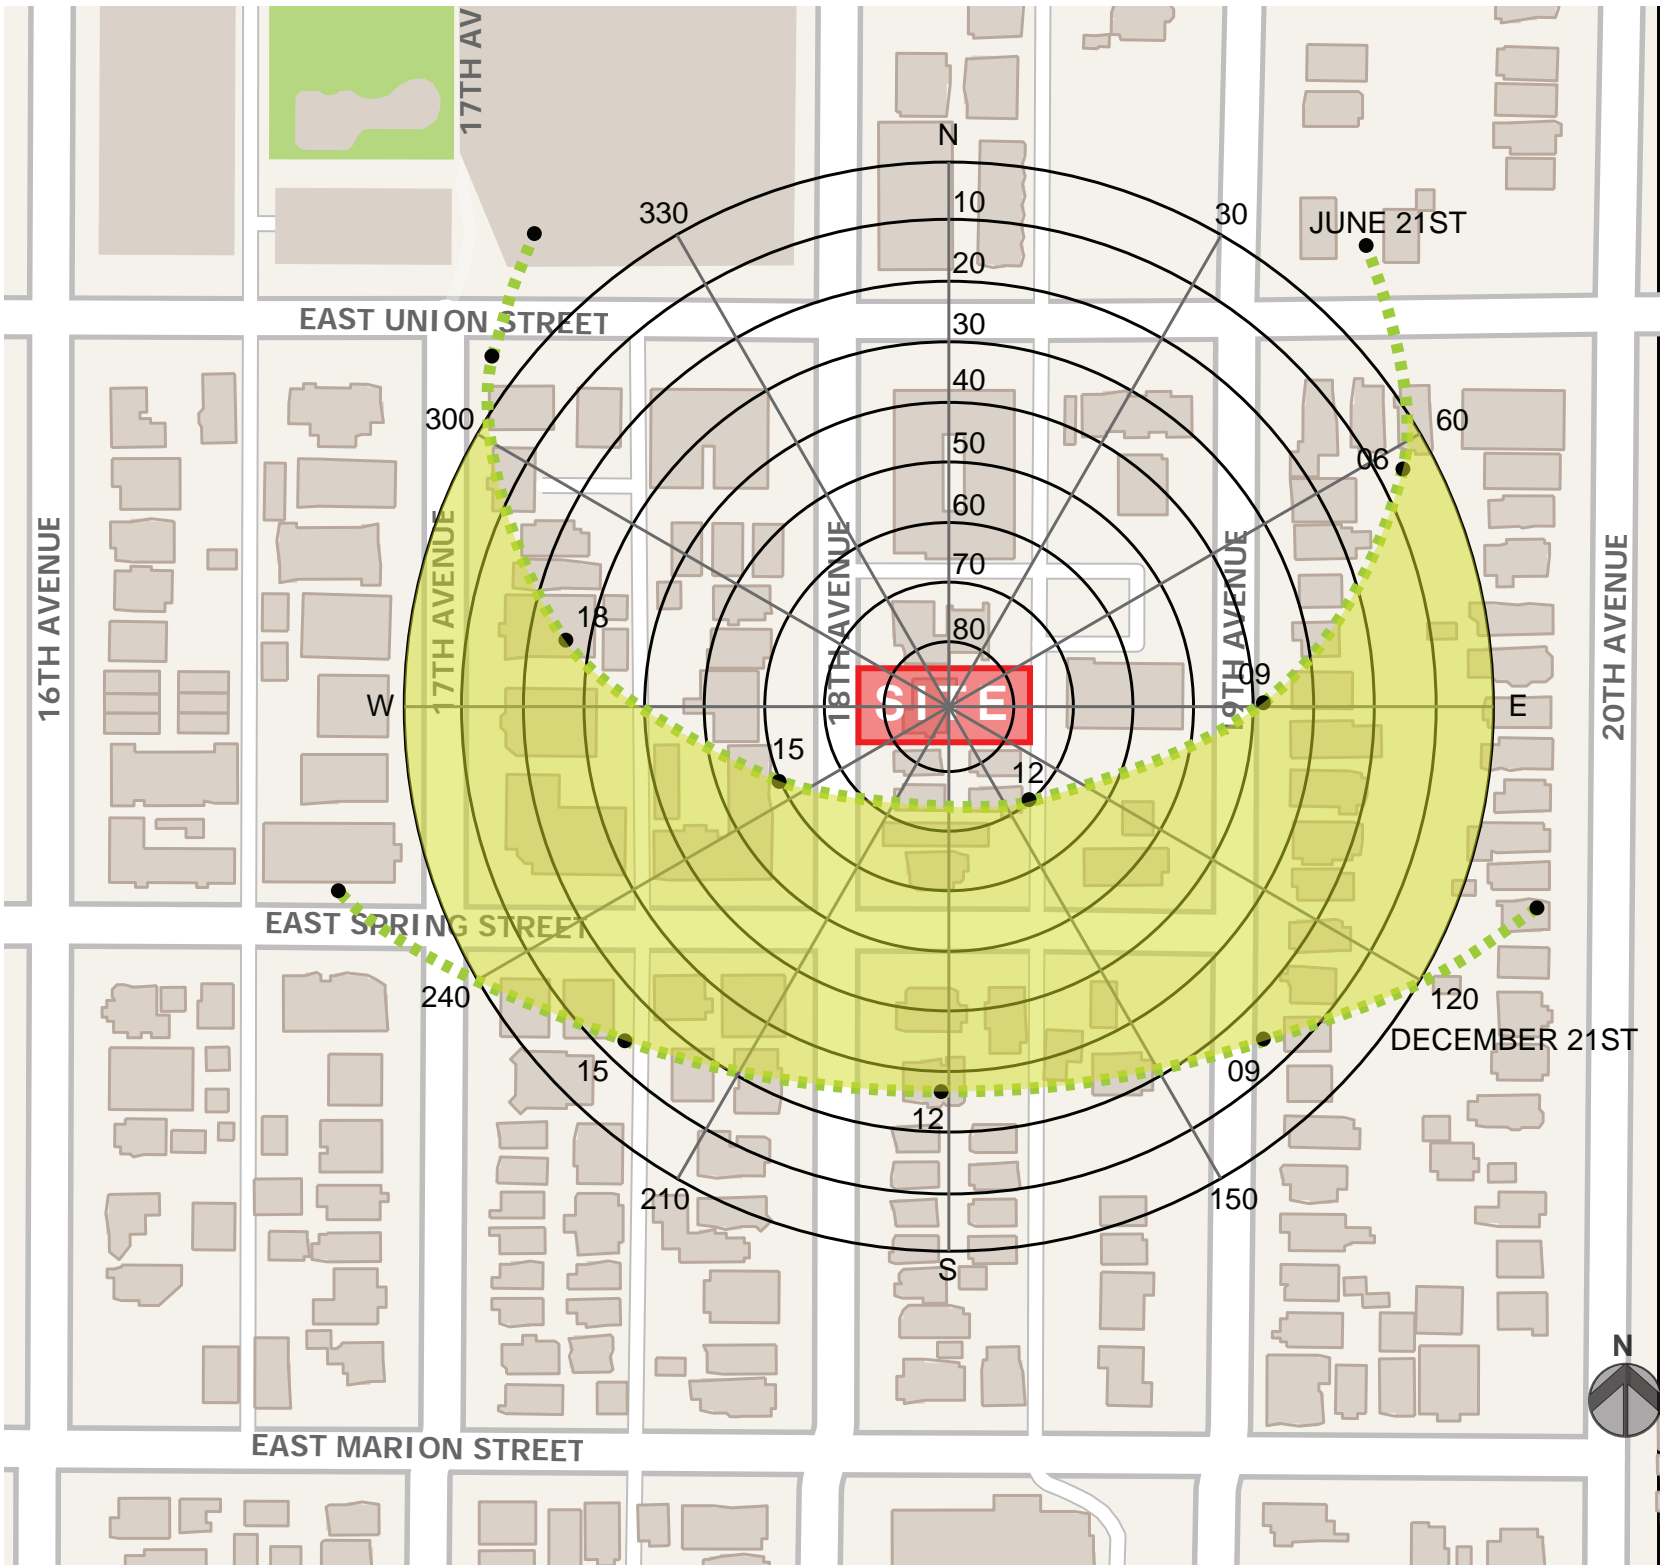 17TH AV
N
10
330
30
JUNE 21ST
20
EAST UNION STREET
30
40
300
60
50
06
60
16TH AVENUE
17TH AVENUE
18TH AVENUE
19TH AVENUE
20TH AVENUE
70
18
80
09
W
SITE
E
15
12
EAST SPRING STREET
240
120
DECEMBER 21ST
15
09
12
210
150
S
N
EAST MARION STREET